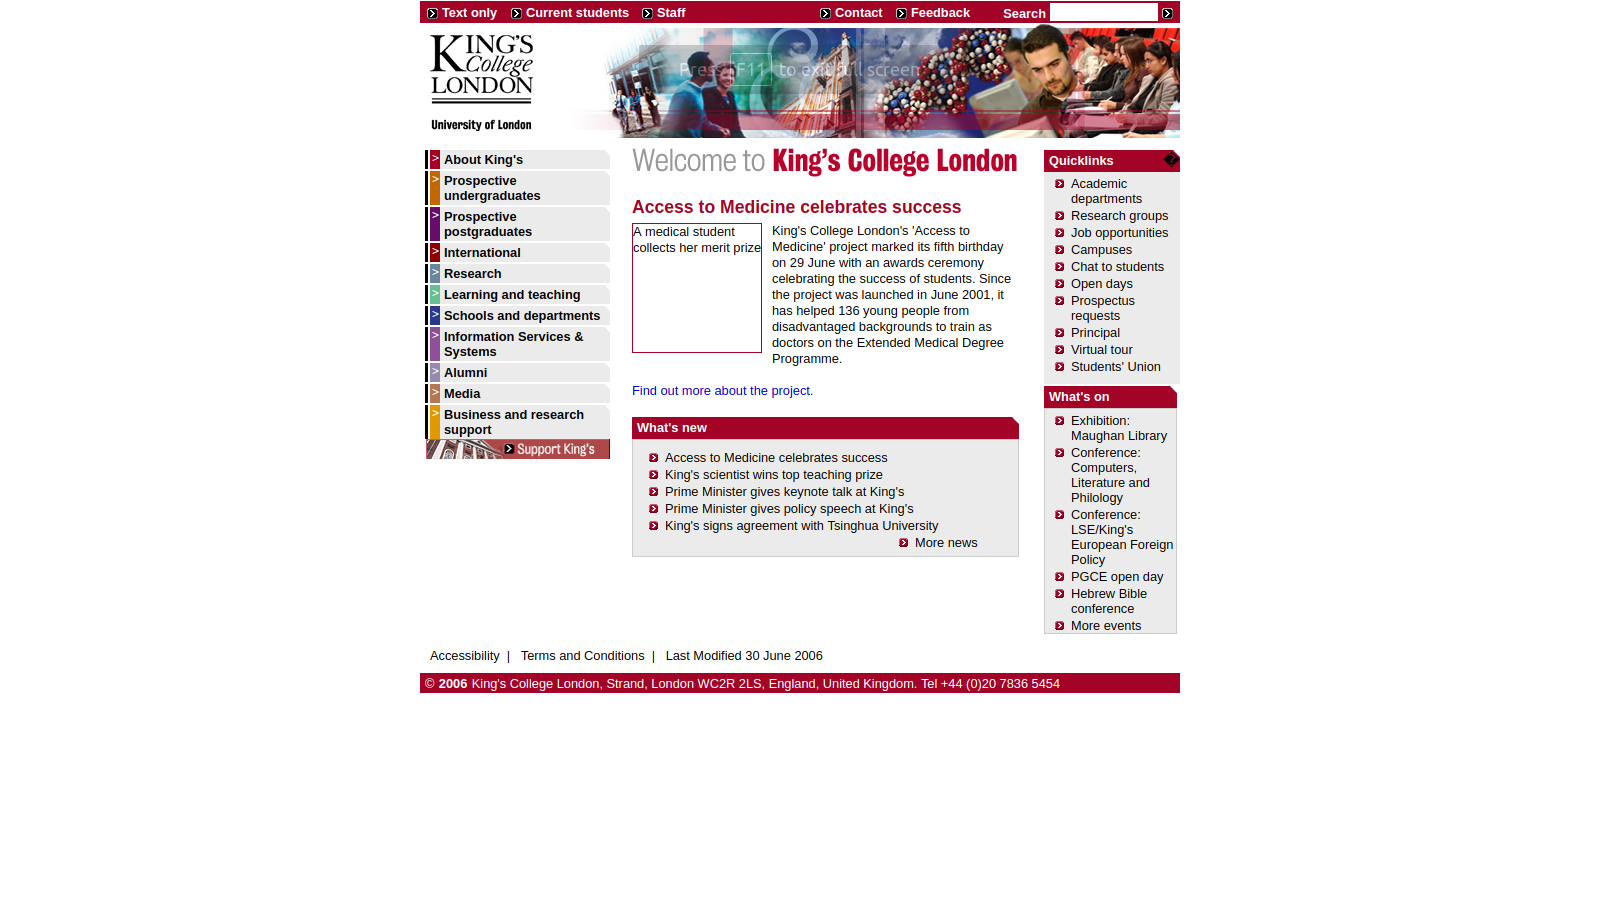 Text only Current students Staff Contact Feedback Search
KING'S
College
LONDON
University of London
Press F11 to exit full screen
About King's
Prospective
undergraduates
Prospective
postgraduates
International
Research
Learning and teaching
Schools and departments
Information Services &
Systems
Alumni
Media
Business and research
support
Support King's
Welcome to King's College London
Access to Medicine celebrates success
A medical student
collects her merit prize
King's College London's 'Access to
Medicine' project marked its fifth birthday
on 29 June with an awards ceremony
celebrating the success of students. Since
the project was launched in June 2001, it
has helped 136 young people from
disadvantaged backgrounds to train as
doctors on the Extended Medical Degree
Programme.
Find out more about the project.
What's new
Access to Medicine celebrates success
King's scientist wins top teaching prize
Prime Minister gives keynote talk at King's
Prime Minister gives policy speech at King's
King's signs agreement with Tsinghua University
More news
Quicklinks
Academic
departments
Research groups
Job opportunities
Campuses
Chat to students
Open days
Prospectus
requests
Principal
Virtual tour
Students' Union
What's on
Exhibition:
Maughan Library
Conference:
Computers,
Literature and
Philology
Conference:
LSE/King's
European Foreign
Policy
PGCE open day
Hebrew Bible
conference
More events
Accessibility | Terms and Conditions | Last Modified 30 June 2006
© 2006 King's College London, Strand, London WC2R 2LS, England, United Kingdom. Tel +44 (0)20 7836 5454